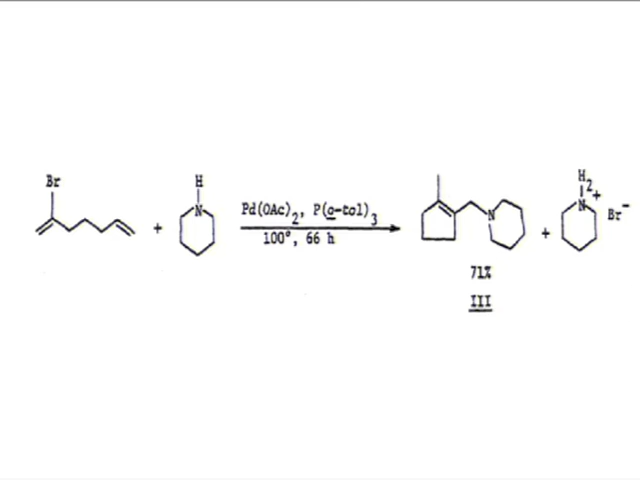 Br
+
H
N
Pd(OAc)2, P(o-tol)3
100°, 66 h
N
+
H2
N+
Br-
71%
III